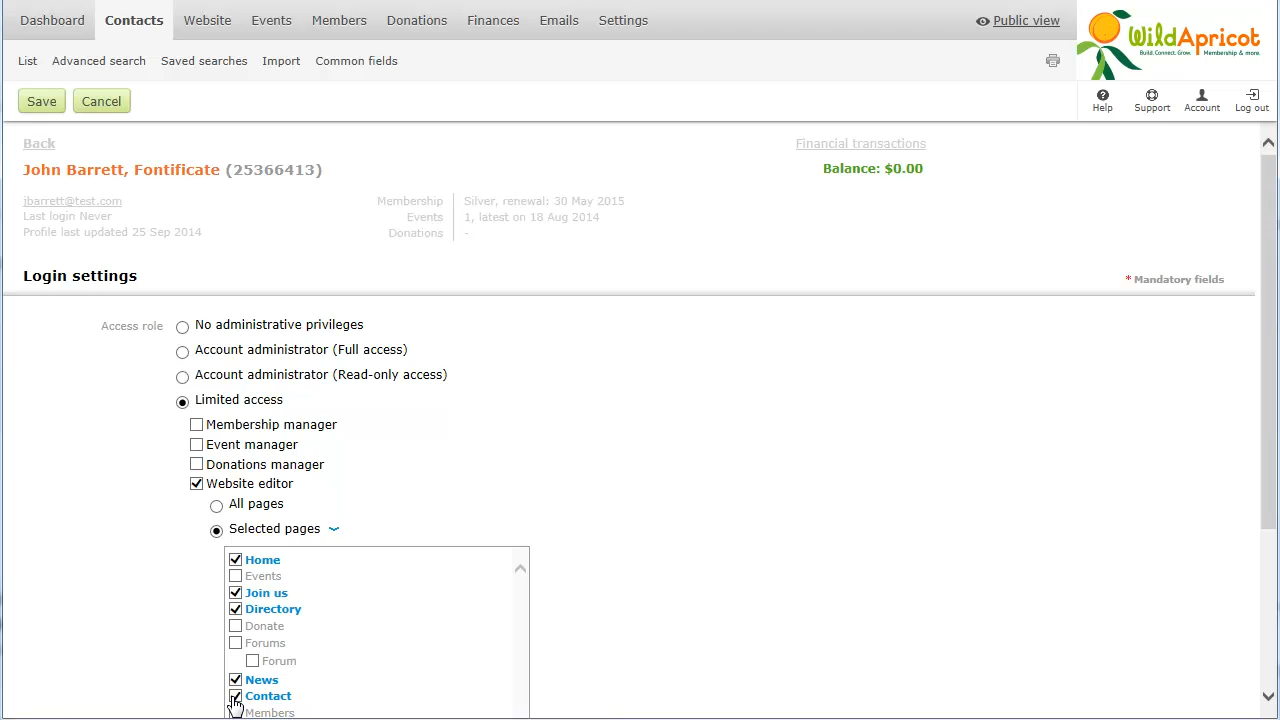 Dashboard Contacts Website Events Members Donations Finances Emails Settings Public view
WildApricot
Build. Connect. Grow. Membership & more.
List Advanced search Saved searches Import Common fields
Save Cancel
Help Support Account Log out
Back Financial transactions
John Barrett, Fontificate (25366413) Balance: $0.00
jbarrett@test.com Membership Silver, renewal: 30 May 2015
Last login Never Events 1, latest on 18 Aug 2014
Profile last updated 25 Sep 2014 Donations -
Login settings * Mandatory fields
Access role No administrative privileges
Account administrator (Full access)
Account administrator (Read-only access)
Limited access
Membership manager
Event manager
Donations manager
Website editor
All pages
Selected pages
Home
Events
Join us
Directory
Donate
Forums
Forum
News
Contact
Members